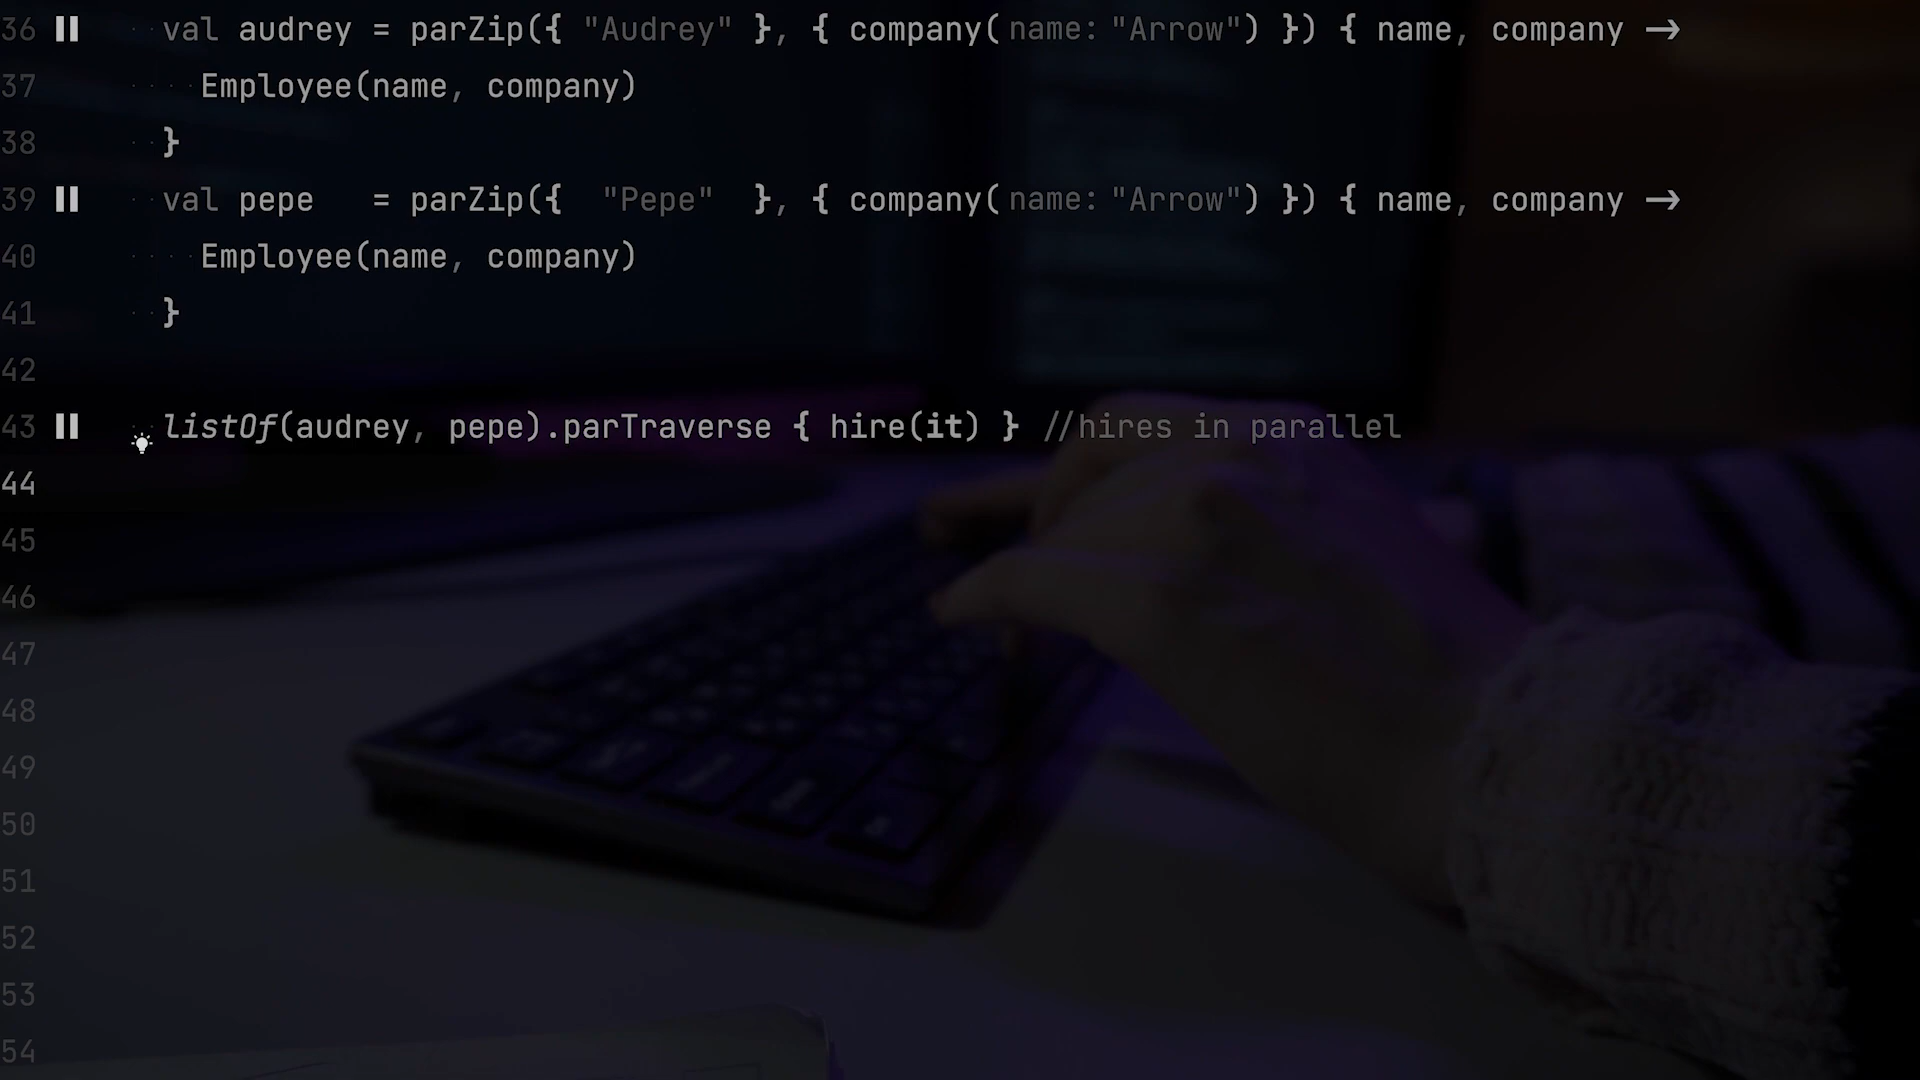 36 val audrey = parZip({ "Audrey" }, { company(name: "Arrow") }) { name, company →
37 Employee(name, company)
38 }
39 val pepe = parZip({ "Pepe" }, { company(name: "Arrow") }) { name, company →
40 Employee(name, company)
41 }
42
43 listOf(audrey, pepe).parTraverse { hire(it) } //hires in parallel
44
45
46
47
48
49
50
51
52
53
54